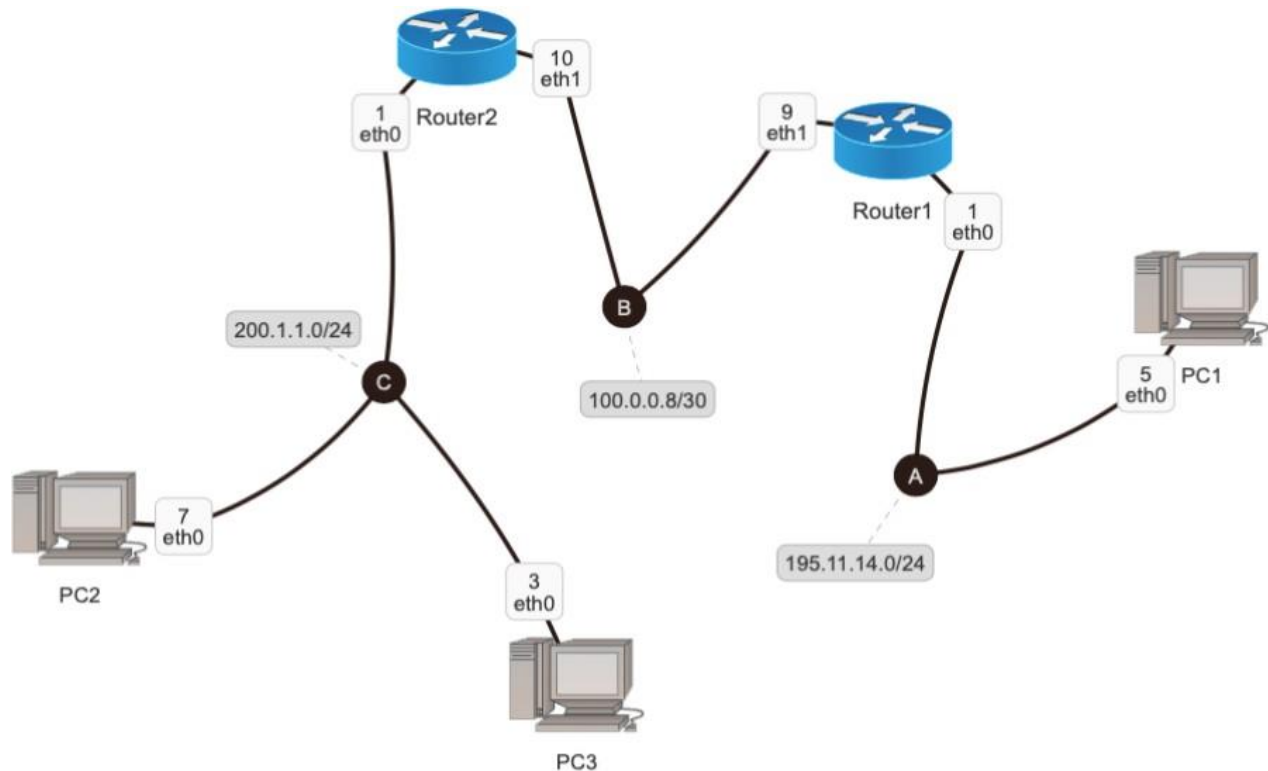 10
eth1
1
eth0
Router2
9
eth1
Router1
1
eth0
B
200.1.1.0/24
C
100.0.0.8/30
5
eth0
PC1
A
7
eth0
195.11.14.0/24
PC2
3
eth0
PC3